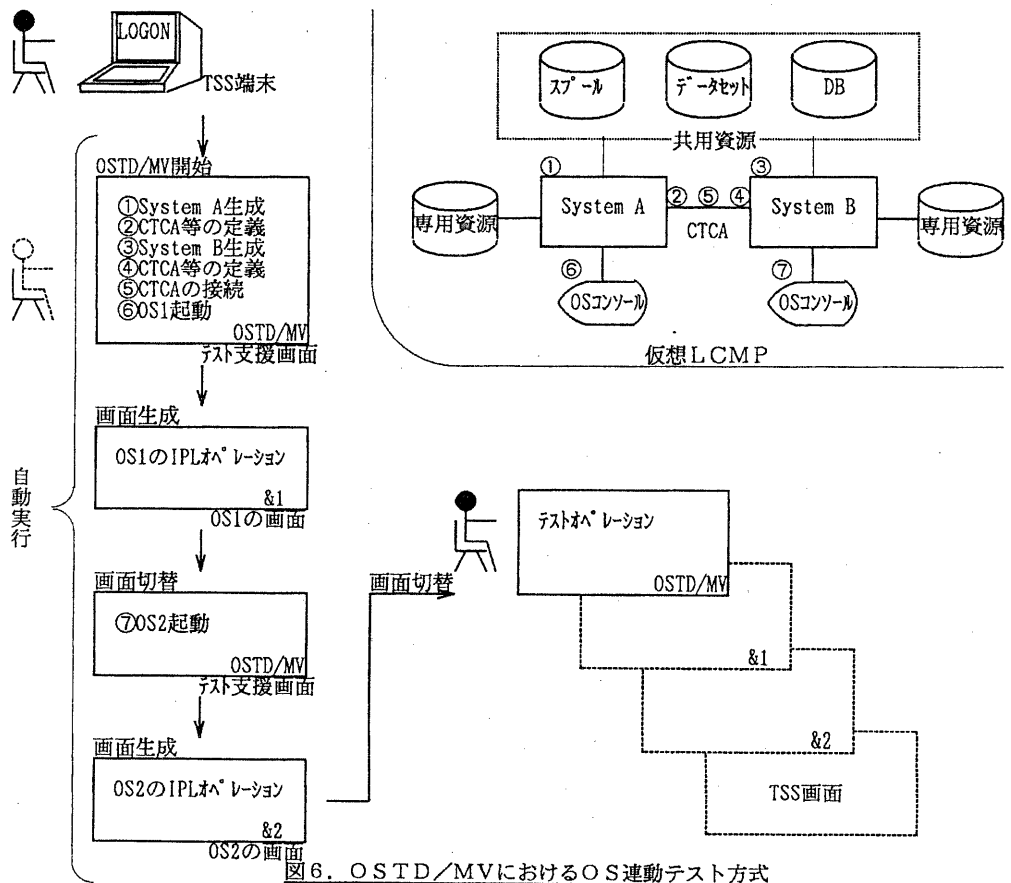 LOGON
TSS端末
OSTD/MV開始
①System A生成
②CTCA等の定義
③System B生成
④CTCA等の定義
⑤CTCAの接続
⑥OS1起動
OSTD/MV
テスト支援画面
画面生成
OS1のIPLオペレーション
&1
OS1の画面
自動実行
画面切替
⑦OS2起動
OSTD/MV
テスト支援画面
画面生成
OS2のIPLオペレーション
&2
OS2の画面
スプール
データセット
DB
共用資源
①
③
専用資源
System A
②
⑤
④
CTCA
System B
専用資源
⑥
⑦
OSコンソール
OSコンソール
仮想LCMP
画面切替
テストオペレーション
OSTD/MV
&1
&2
TSS画面
図6.OSTD/MVにおけるOS連動テスト方式